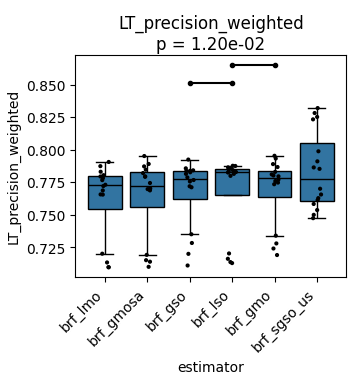 LT_precision_weighted
p = 1.20e-02
LT_precision_weighted
0.850
0.825
0.800
0.775
0.750
0.725
brf_lmo
brf_gmosa
brf_gso
brf_lso
brf_gmo
brf_sgso_us
estimator